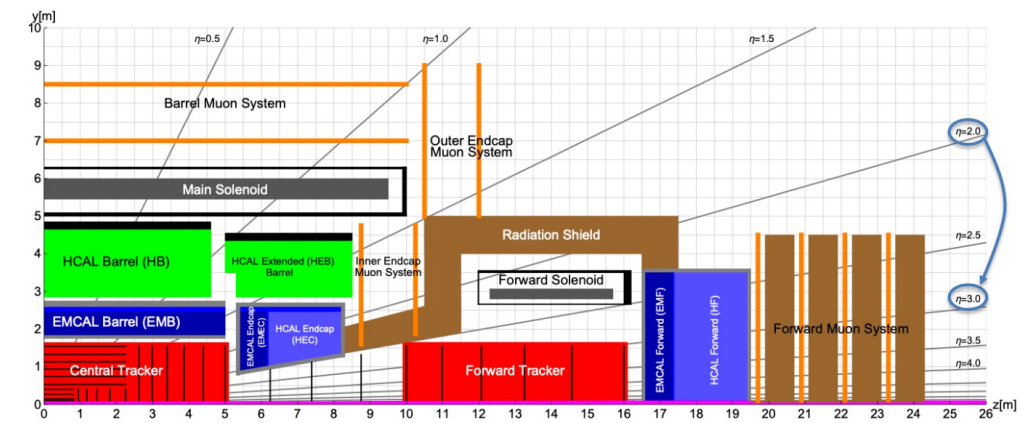 y[m]
10
η=0.5
η=1.0
η=1.5
9
Barrel Muon System
8
7
Outer Endcap
Muon System
η=2.0
6
Main Solenoid
5
Radiation Shield
η=2.5
4
HCAL Barrel (HB)
HCAL Extended (HEB)
Barrel
Inner Endcap
Muon System
Forward Solenoid
3
η=3.0
EMCAL Barrel (EMB)
EMCAL Endcap
(EMEC)
HCAL Endcap
(HEC)
EMCAL Forward (EMF)
HCAL Forward (HF)
Forward Muon System
2
η=3.5
1
Central Tracker
Forward Tracker
η=4.0
0
0 1 2 3 4 5 6 7 8 9 10 11 12 13 14 15 16 17 18 19 20 21 22 23 24 25 26
z[m]